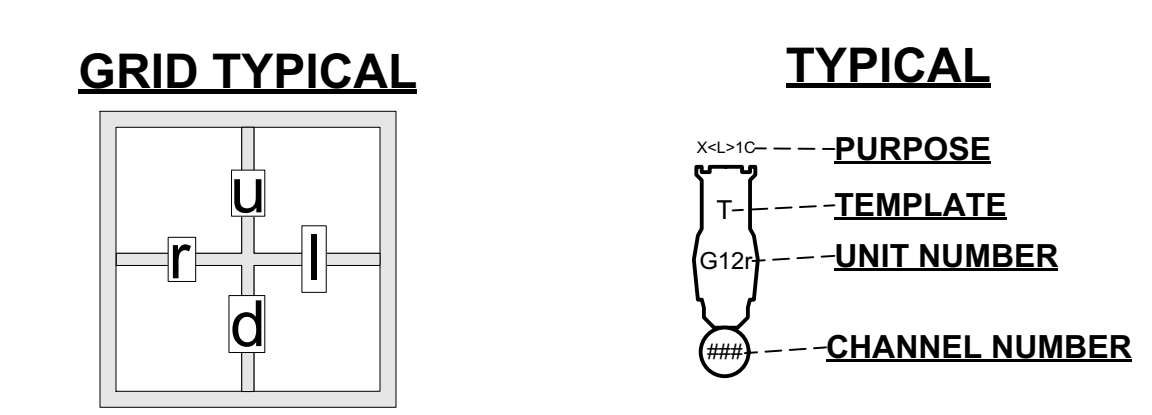 GRID TYPICAL
u
r
l
d
TYPICAL
X<L>1C
PURPOSE
T
TEMPLATE
G12r
UNIT NUMBER
###
CHANNEL NUMBER